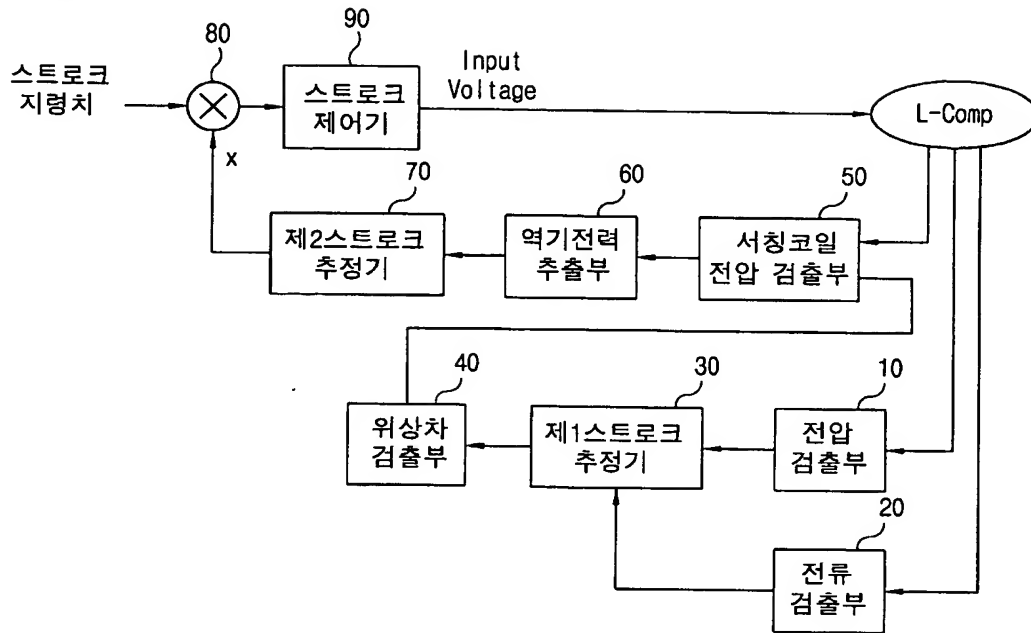 80
90
스트로크
지령치
스트로크
제어기
Input
Voltage
L-Comp
x
70
60
50
제2스트로크
추정기
역기전력
추출부
서칭코일
전압 검출부
40
30
10
위상차
검출부
제1스트로크
추정기
전압
검출부
20
전류
검출부